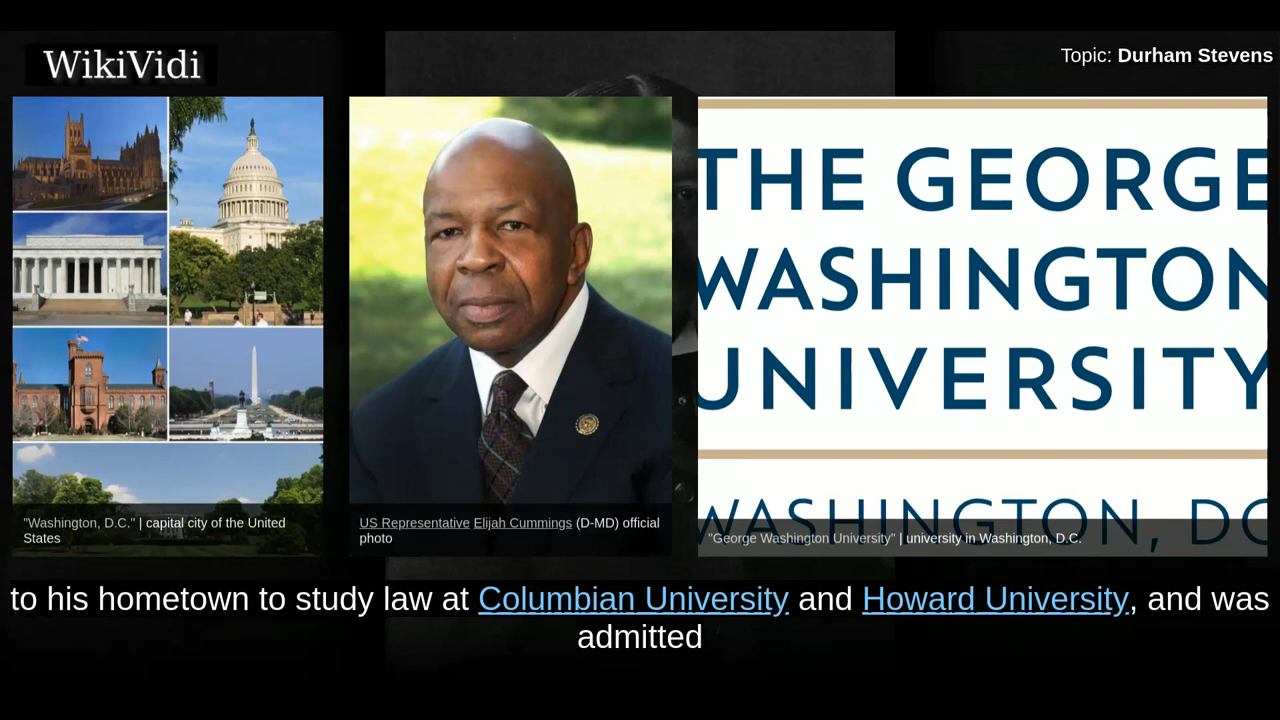 WikiVidi
Topic: Durham Stevens
THE GEORGE
WASHINGTON
UNIVERSITY
WASHINGTON, DC
"Washington, D.C." | capital city of the United
States
US Representative Elijah Cummings (D-MD) official
photo
"George Washington University" | university in Washington, D.C.
to his hometown to study law at Columbian University and Howard University, and was
admitted